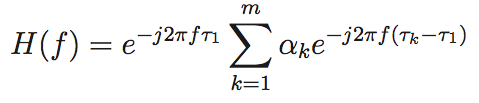 H(f) = e^{-j2πfτ_1} \sum_{k=1}^{m} α_k e^{-j2πf(τ_k-τ_1)}